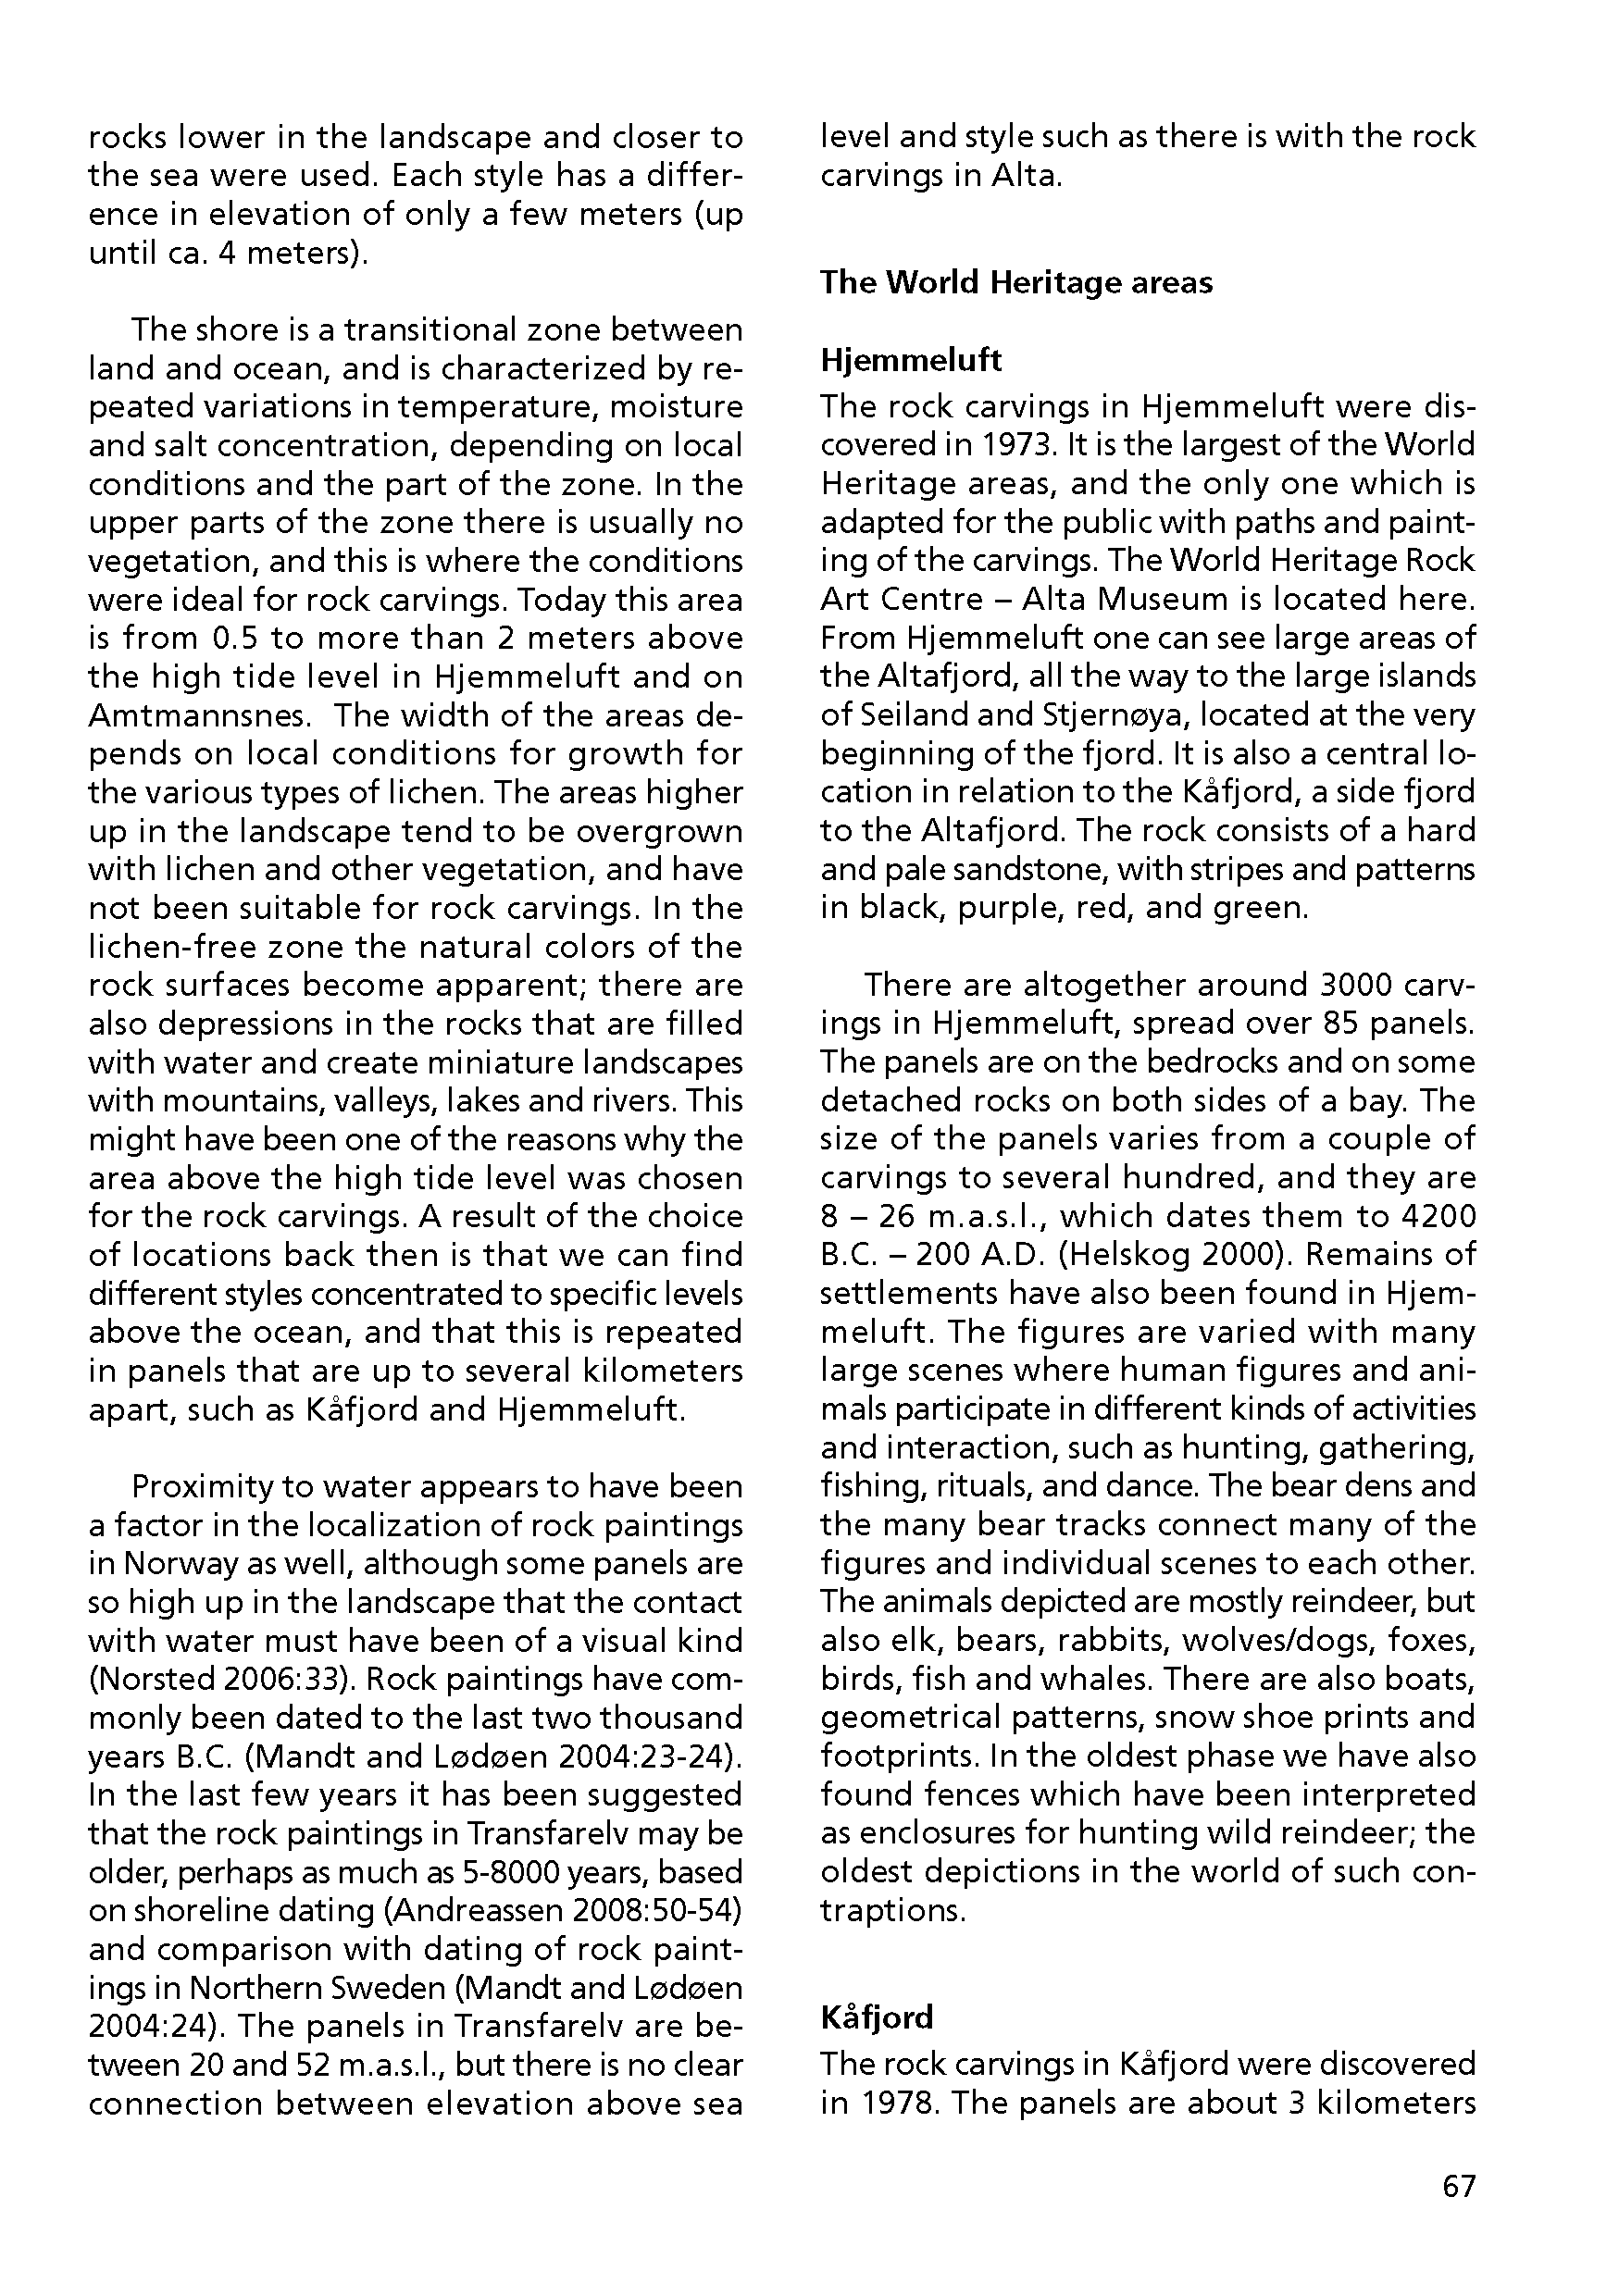 rocks lower in the landscape and closer to
the sea were used. Each style has a differ-
ence in elevation of only a few meters (up
until ca. 4 meters).
The shore is a transitional zone between
land and ocean, and is characterized by re-
peated variations in temperature, moisture
and salt concentration, depending on local
conditions and the part of the zone. In the
upper parts of the zone there is usually no
vegetation, and this is where the conditions
were ideal for rock carvings. Today this area
is from 0.5 to more than 2 meters above
the high tide level in Hjemmeluft and on
Amtmannsnes. The width of the areas de-
pends on local conditions for growth for
the various types of lichen. The areas higher
up in the landscape tend to be overgrown
with lichen and other vegetation, and have
not been suitable for rock carvings. In the
lichen-free zone the natural colors of the
rock surfaces become apparent; there are
also depressions in the rocks that are filled
with water and create miniature landscapes
with mountains, valleys, lakes and rivers. This
might have been one of the reasons why the
area above the high tide level was chosen
for the rock carvings. A result of the choice
of locations back then is that we can find
different styles concentrated to specific levels
above the ocean, and that this is repeated
in panels that are up to several kilometers
apart, such as Kåfjord and Hjemmeluft.
Proximity to water appears to have been
a factor in the localization of rock paintings
in Norway as well, although some panels are
so high up in the landscape that the contact
with water must have been of a visual kind
(Norsted 2006:33). Rock paintings have com-
monly been dated to the last two thousand
years B.C. (Mandt and Lødøen 2004:23-24).
In the last few years it has been suggested
that the rock paintings in Transfarelv may be
older, perhaps as much as 5-8000 years, based
on shoreline dating (Andreassen 2008:50-54)
and comparison with dating of rock paint-
ings in Northern Sweden (Mandt and Lødøen
2004:24). The panels in Transfarelv are be-
tween 20 and 52 m.a.s.l., but there is no clear
connection between elevation above sea
level and style such as there is with the rock
carvings in Alta.
The World Heritage areas
Hjemmeluft
The rock carvings in Hjemmeluft were dis-
covered in 1973. It is the largest of the World
Heritage areas, and the only one which is
adapted for the public with paths and paint-
ing of the carvings. The World Heritage Rock
Art Centre – Alta Museum is located here.
From Hjemmeluft one can see large areas of
the Altafjord, all the way to the large islands
of Seiland and Stjernøya, located at the very
beginning of the fjord. It is also a central lo-
cation in relation to the Kåfjord, a side fjord
to the Altafjord. The rock consists of a hard
and pale sandstone, with stripes and patterns
in black, purple, red, and green.
There are altogether around 3000 carv-
ings in Hjemmeluft, spread over 85 panels.
The panels are on the bedrocks and on some
detached rocks on both sides of a bay. The
size of the panels varies from a couple of
carvings to several hundred, and they are
8 – 26 m.a.s.l., which dates them to 4200
B.C. – 200 A.D. (Helskog 2000). Remains of
settlements have also been found in Hjem-
meluft. The figures are varied with many
large scenes where human figures and ani-
mals participate in different kinds of activities
and interaction, such as hunting, gathering,
fishing, rituals, and dance. The bear dens and
the many bear tracks connect many of the
figures and individual scenes to each other.
The animals depicted are mostly reindeer, but
also elk, bears, rabbits, wolves/dogs, foxes,
birds, fish and whales. There are also boats,
geometrical patterns, snow shoe prints and
footprints. In the oldest phase we have also
found fences which have been interpreted
as enclosures for hunting wild reindeer; the
oldest depictions in the world of such con-
traptions.
Kåfjord
The rock carvings in Kåfjord were discovered
in 1978. The panels are about 3 kilometers
67